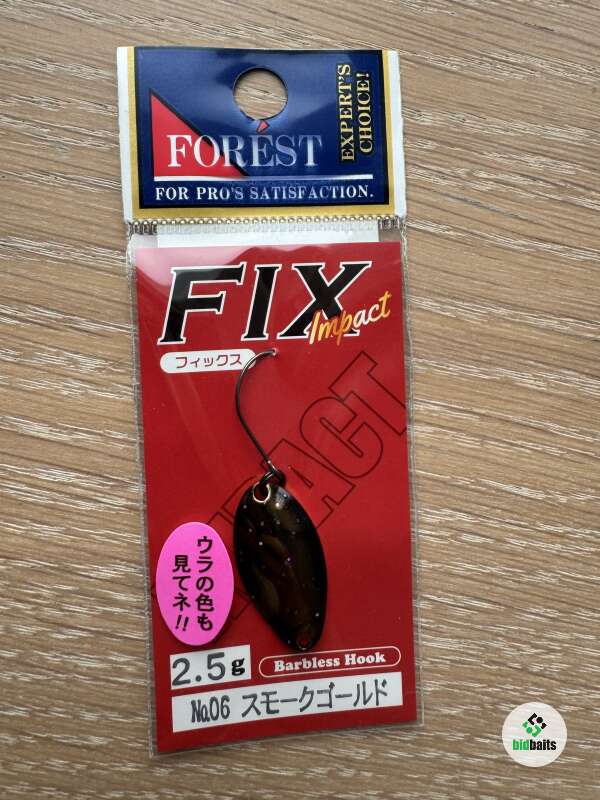 FORÉST
EXPERT'S
CHOICE!
FOR PRO'S SATISFACTION.
FIX
Impact
フィックス
IMPACT
ウラの色も
見てネ!!
2.5g
Barbless Hook
No.06 スモークゴールド
bidbaits